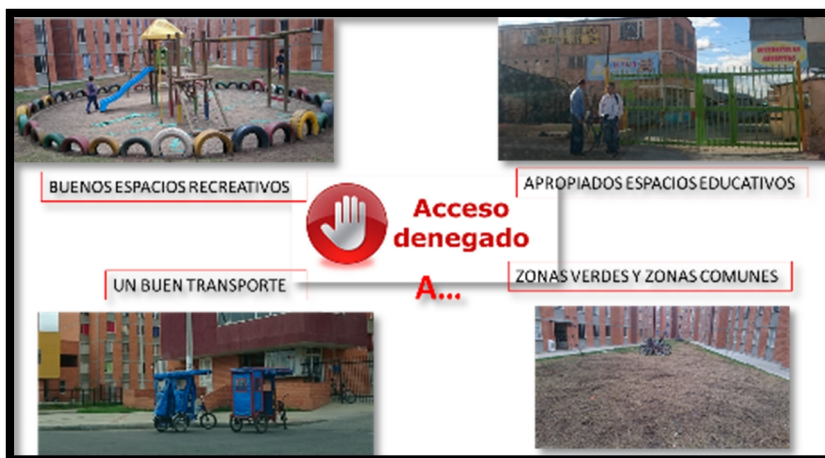 BUENOS ESPACIOS RECREATIVOS
APROPIADOS ESPACIOS EDUCATIVOS
Acceso
denegado
A...
UN BUEN TRANSPORTE
ZONAS VERDES Y ZONAS COMUNES